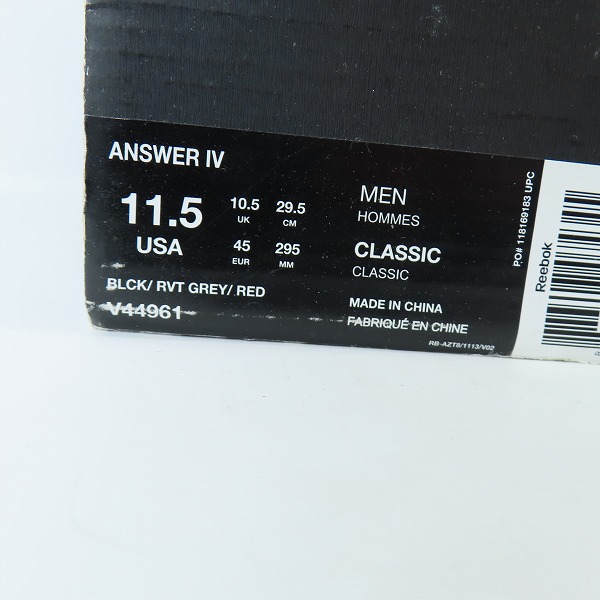 ANSWER IV
11.5
USA
10.5 29.5
UK CM
45 295
EUR MM
BLCK/ RVT GREY/ RED
V44961
MEN
HOMMES
CLASSIC
CLASSIC
MADE IN CHINA
FABRIQUÉ EN CHINE
RB-AZT8/1113/V02
PO# 118169183 UPC
Reebok